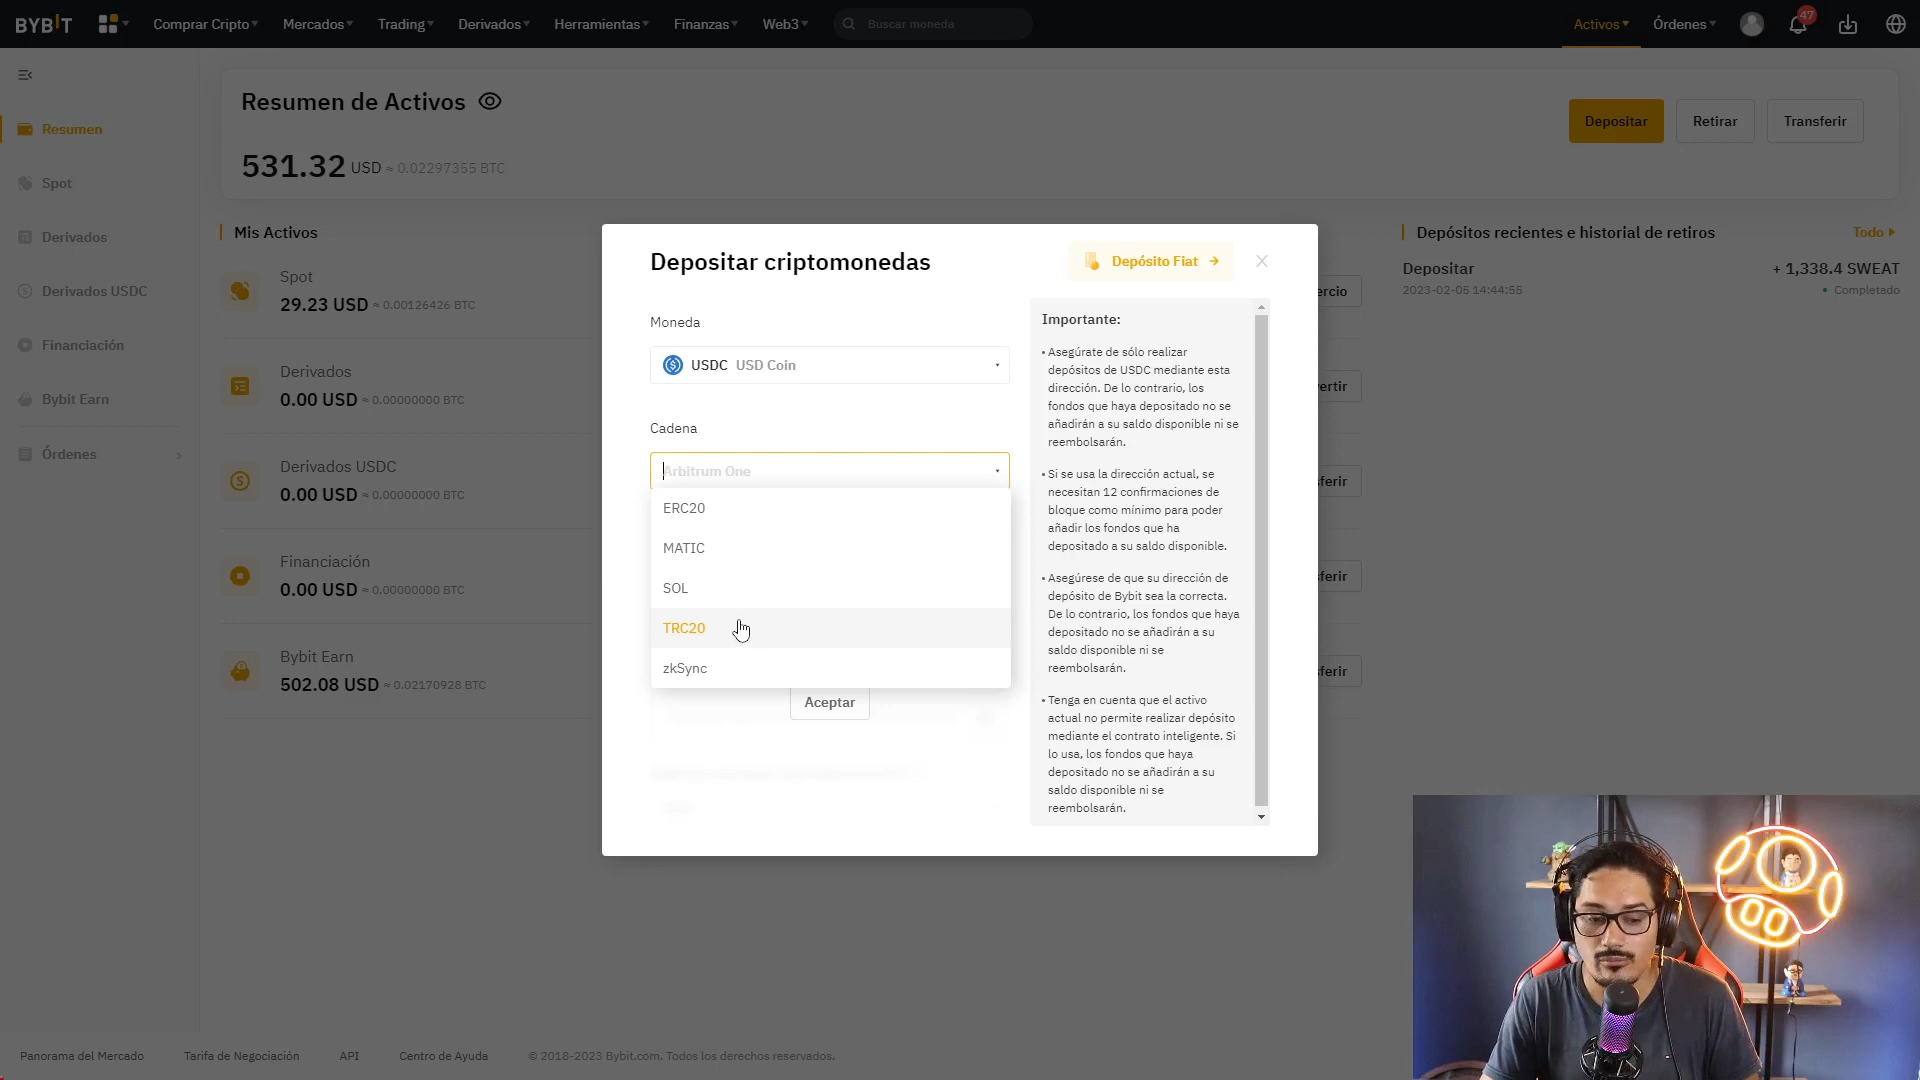 BYBIT
Comprar Cripto
Mercados
Trading
Derivados
Herramientas
Finanzas
Web3
Buscar moneda
Activos
Órdenes
47
Resumen
Spot
Derivados
Derivados USDC
Financiación
Bybit Earn
Órdenes
Resumen de Activos
531.32 USD ≈ 0.02297355 BTC
Depositar
Retirar
Transferir
Mis Activos
Spot
29.23 USD ≈ 0.00126426 BTC
Derivados
0.00 USD ≈ 0.00000000 BTC
Derivados USDC
0.00 USD ≈ 0.00000000 BTC
Financiación
0.00 USD ≈ 0.00000000 BTC
Bybit Earn
502.08 USD ≈ 0.02170928 BTC
ercio
vertir
sferir
sferir
sferir
Depósitos recientes e historial de retiros
Todo
Depositar
+ 1,338.4 SWEAT
2023-02-05 14:44:55
• Completado
Depositar criptomonedas
Depósito Fiat →
Moneda
USDC USD Coin
Cadena
Arbitrum One
ERC20
MATIC
SOL
TRC20
zkSync
Aceptar
Importante:
• Asegúrate de sólo realizar
depósitos de USDC mediante esta
dirección. De lo contrario, los
fondos que haya depositado no se
añadirán a su saldo disponible ni se
reembolsarán.
• Si se usa la dirección actual, se
necesitan 12 confirmaciones de
bloque como mínimo para poder
añadir los fondos que ha
depositado a su saldo disponible.
• Asegúrese de que su dirección de
depósito de Bybit sea la correcta.
De lo contrario, los fondos que haya
depositado no se añadirán a su
saldo disponible ni se
reembolsarán.
• Tenga en cuenta que el activo
actual no permite realizar depósito
mediante el contrato inteligente. Si
lo usa, los fondos que haya
depositado no se añadirán a su
saldo disponible ni se
reembolsarán.
Panorama del Mercado
Tarifa de Negociación
API
Centro de Ayuda
© 2018-2023 Bybit.com. Todos los derechos reservados.